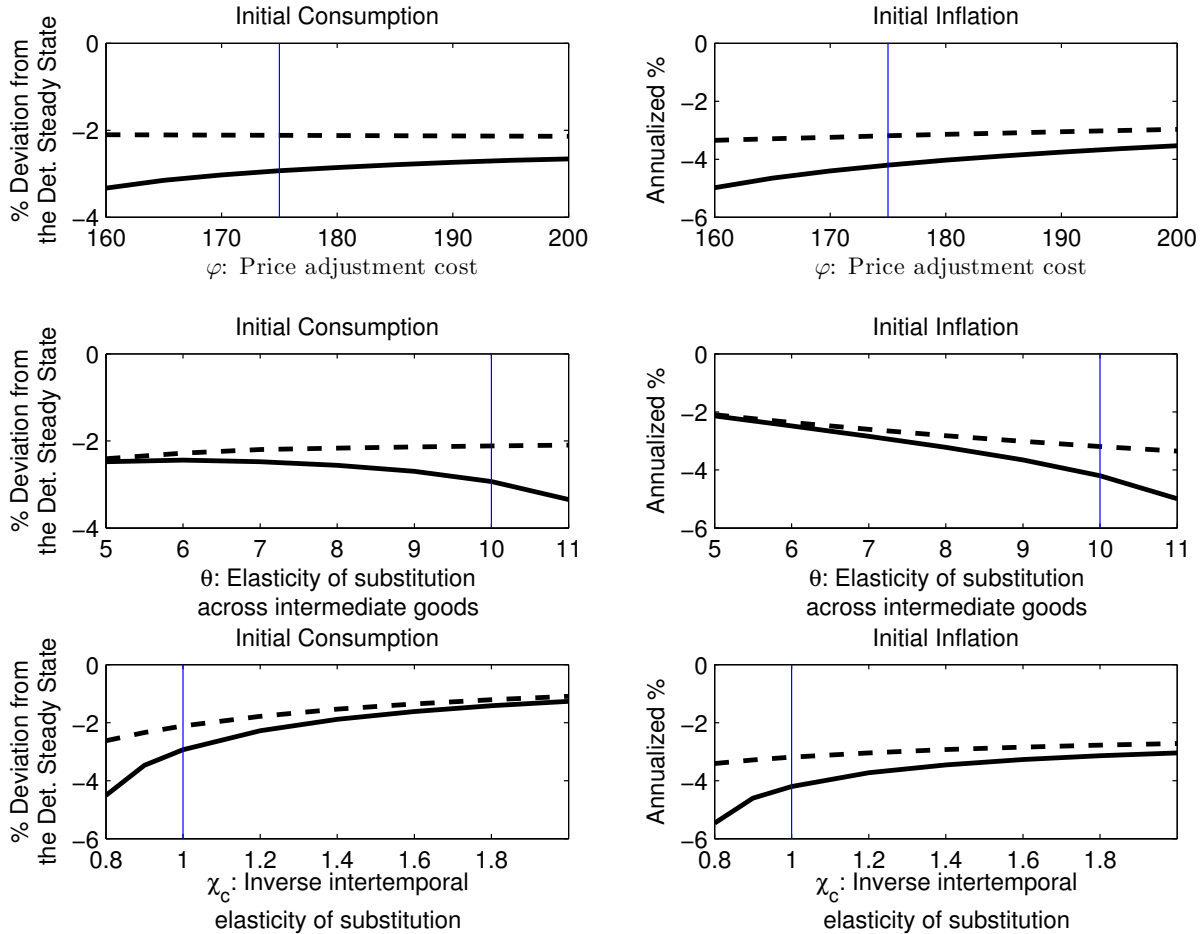 Initial Consumption
% Deviation from
the Det. Steady State
0
−2
−4
160 170 180 190 200
φ: Price adjustment cost
Initial Inflation
Annualized %
0
−2
−4
−6
160 170 180 190 200
φ: Price adjustment cost
Initial Consumption
% Deviation from
the Det. Steady State
0
−2
−4
5 6 7 8 9 10 11
θ: Elasticity of substitution
across intermediate goods
Initial Inflation
Annualized %
0
−2
−4
−6
5 6 7 8 9 10 11
θ: Elasticity of substitution
across intermediate goods
Initial Consumption
% Deviation from
the Det. Steady State
0
−2
−4
−6
0.8 1 1.2 1.4 1.6 1.8
χc: Inverse intertemporal
elasticity of substitution
Initial Inflation
Annualized %
0
−2
−4
−6
0.8 1 1.2 1.4 1.6 1.8
χc: Inverse intertemporal
elasticity of substitution